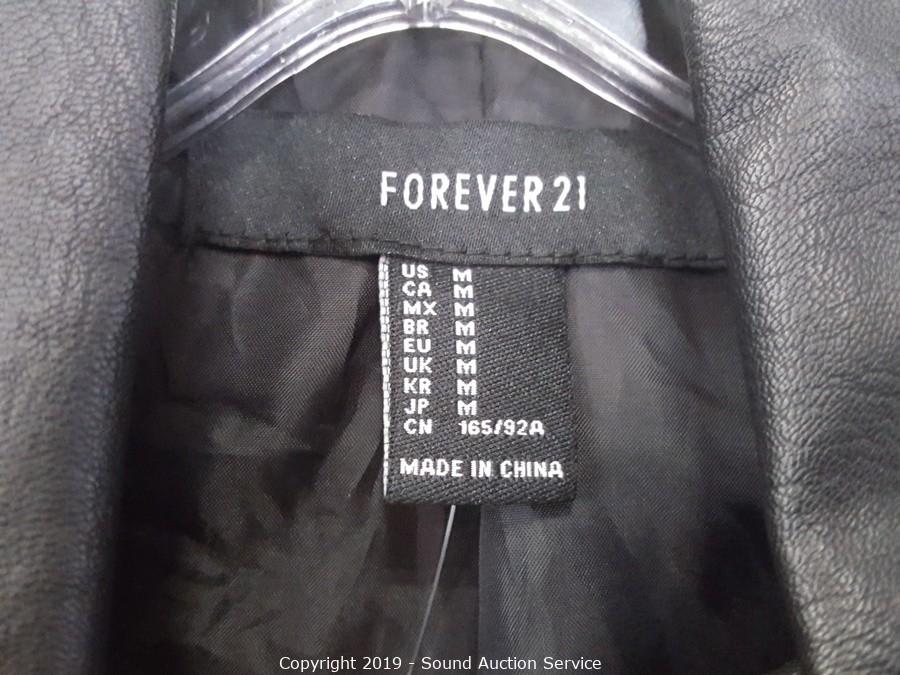 FOREVER 21
US M
CA M
MX M
BR M
EU M
UK M
KR M
JP M
CN 165/92A
MADE IN CHINA
Copyright 2019 - Sound Auction Service